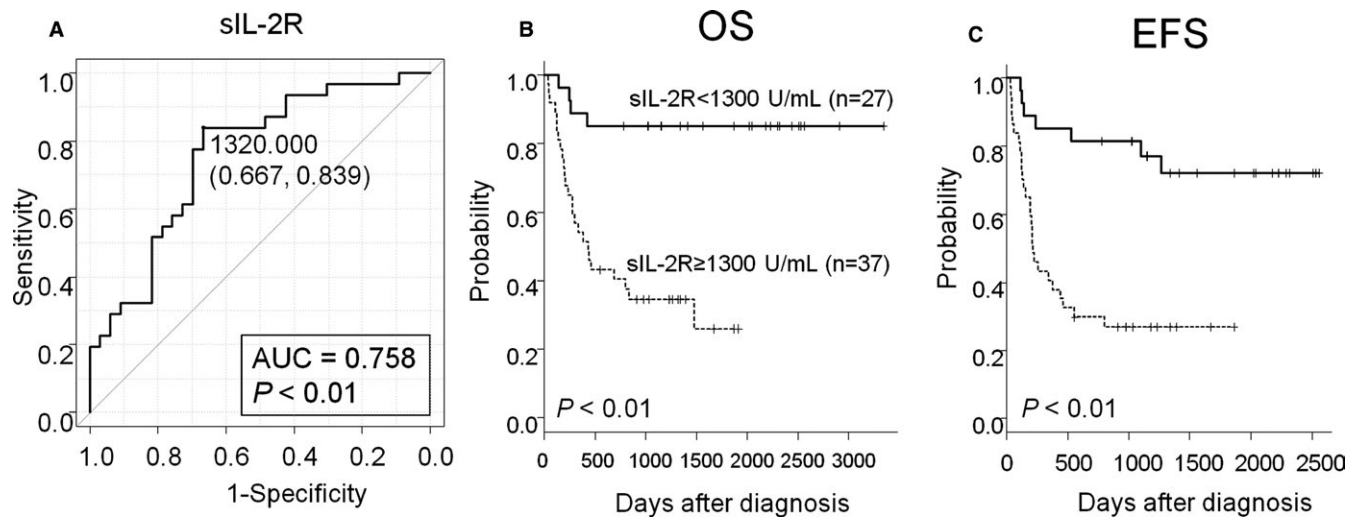 A
sIL-2R
Sensitivity
1.0
0.8
0.6
0.4
0.2
0.0
1320.000
(0.667, 0.839)
AUC = 0.758
P < 0.01
1.0 0.8 0.6 0.4 0.2 0.0
1-Specificity
B
OS
Probability
1.0
0.8
0.6
0.4
0.2
0.0
sIL-2R<1300 U/mL (n=27)
sIL-2R≥1300 U/mL (n=37)
P < 0.01
0 500 1000 1500 2000 2500 3000
Days after diagnosis
C
EFS
Probability
1.0
0.8
0.6
0.4
0.2
0.0
P < 0.01
0 500 1000 1500 2000 2500
Days after diagnosis